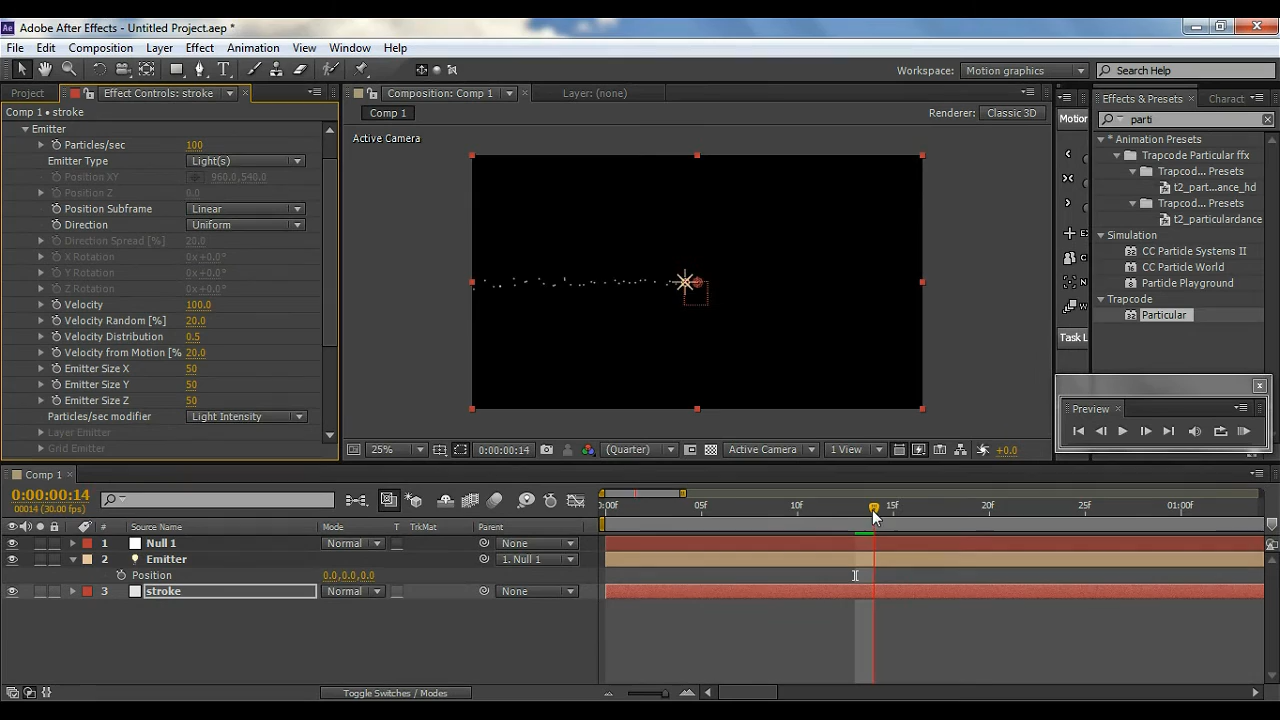 Adobe After Effects - Untitled Project.aep *
File Edit Composition Layer Effect Animation View Window Help
Workspace: Motion graphics Search Help
Project Effect Controls: stroke
Comp 1 • stroke
Emitter
Particles/sec 100
Emitter Type Light(s)
Position XY 960.0,540.0
Position Z 0.0
Position Subframe Linear
Direction Uniform
Direction Spread [%] 20.0
X Rotation 0x+0.0°
Y Rotation 0x+0.0°
Z Rotation 0x+0.0°
Velocity 100.0
Velocity Random [%] 20.0
Velocity Distribution 0.5
Velocity from Motion [% 20.0
Emitter Size X 50
Emitter Size Y 50
Emitter Size Z 50
Particles/sec modifier Light Intensity
Layer Emitter
Grid Emitter
Composition: Comp 1 Layer: (none)
Comp 1 Renderer: Classic 3D
Active Camera
25% 0:00:00:14 (Quarter) Active Camera 1 View +0.0
Motion
Task L
Effects & Presets Charact
parti
* Animation Presets
Trapcode Particular ffx
Trapcod... Presets
t2_part...ance_hd
Trapcod... Presets
t2_particulardance
Simulation
CC Particle Systems II
CC Particle World
Particle Playground
Trapcode
Particular
Preview
Comp 1
0:00:00:14
00014 (30.00 fps)
0:00f 05f 10f 15f 20f 25f 01:00f
# Source Name Mode T TrkMat Parent
1 Null 1 Normal None
2 Emitter 1. Null 1
Position 0.0,0.0,0.0
3 stroke Normal None
Toggle Switches / Modes